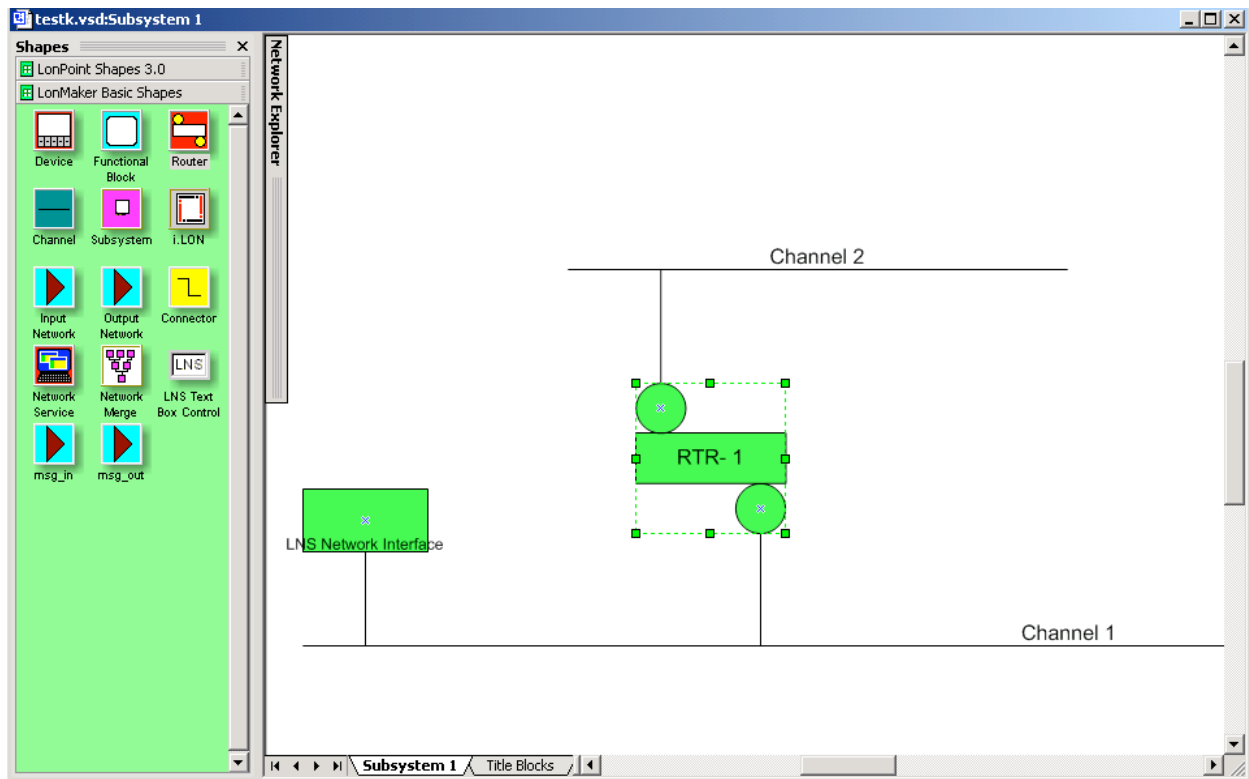 testk.vsd:Subsystem 1
Shapes
LonPoint Shapes 3.0
LonMaker Basic Shapes
Device
Functional
Block
Router
Channel
Subsystem
i.LON
Input
Network
Output
Network
Connector
Network
Service
Network
Merge
LNS
LNS Text
Box Control
msg_in
msg_out
Network Explorer
Channel 2
RTR- 1
LNS Network Interface
Channel 1
Subsystem 1
Title Blocks